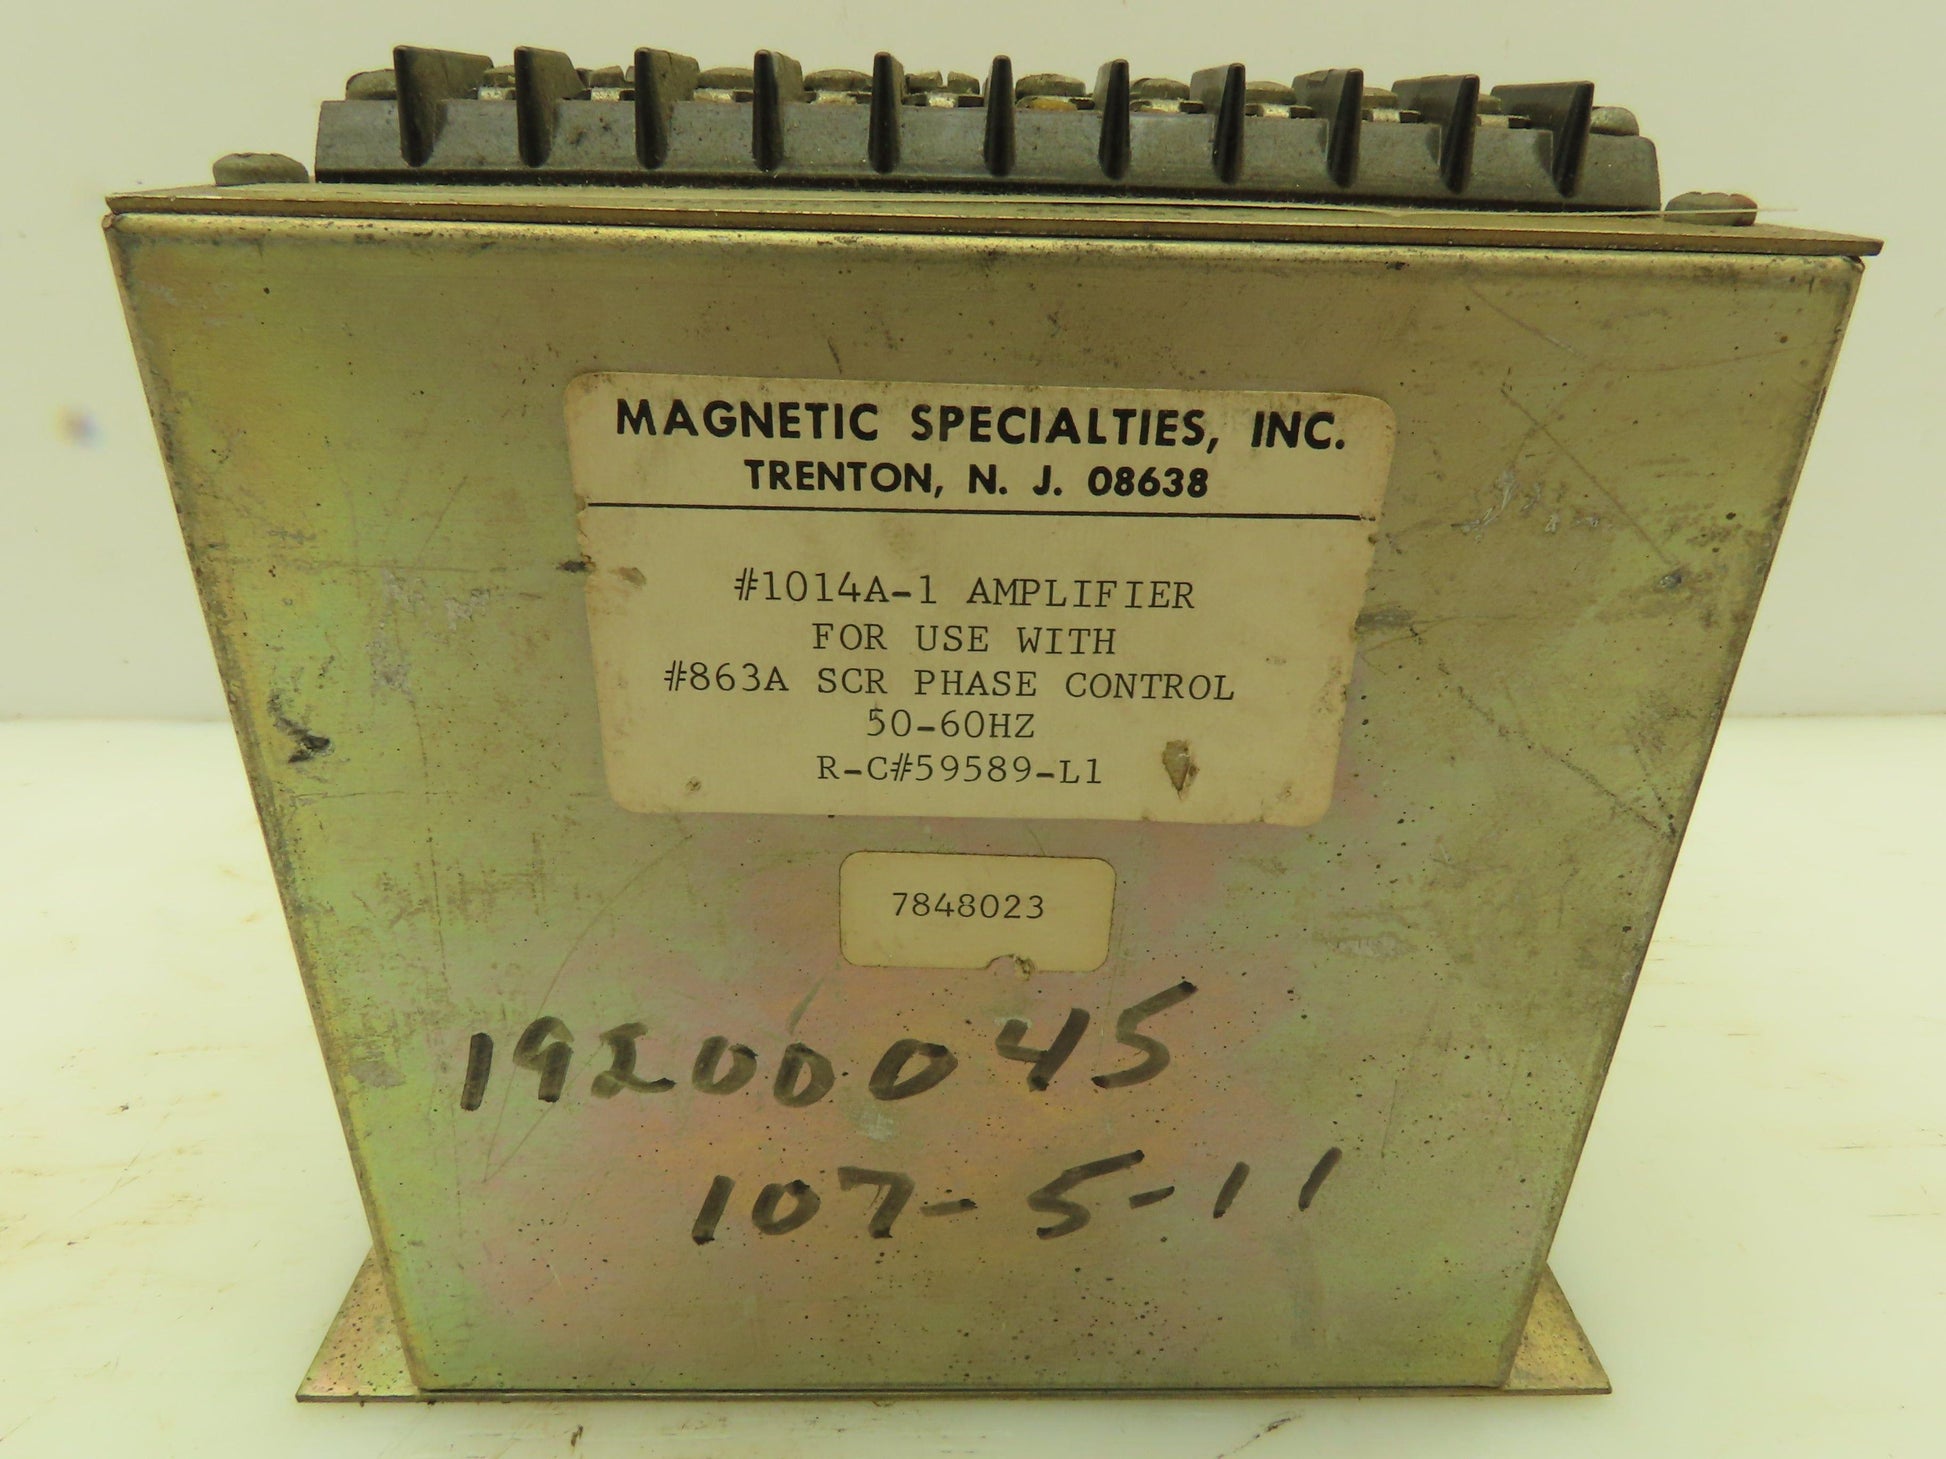 MAGNETIC SPECIALTIES, INC.
TRENTON, N. J. 08638
#1014A-1 AMPLIFIER
FOR USE WITH
#863A SCR PHASE CONTROL
50-60HZ
R-C#59589-L1
7848023
19200045
107-5-11